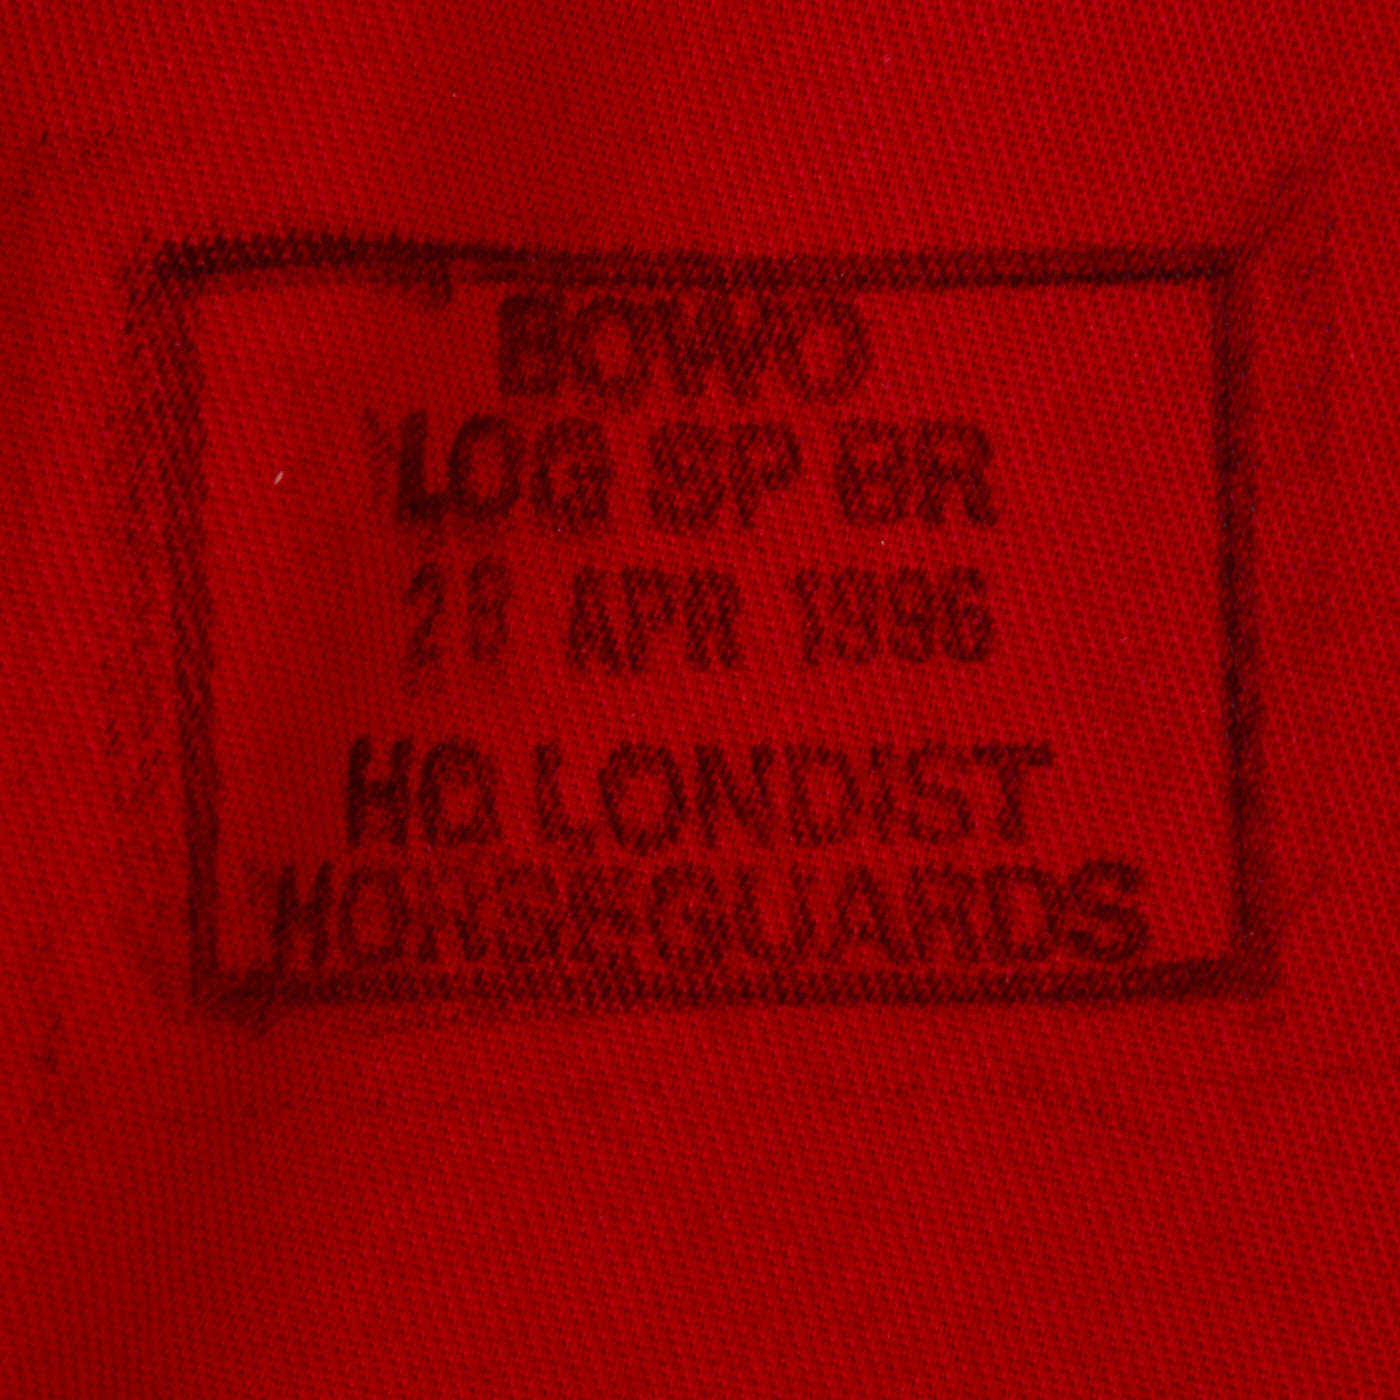 BOWO
LOG SP BR
APR 1996
HQ LONDIST
HORSEGUARDS